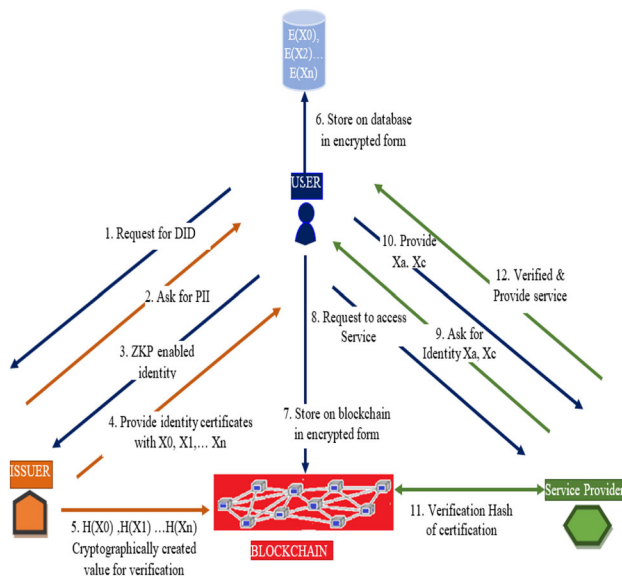 E(X0),
E(X2)...
E(Xn)
6. Store on database
in encrypted form
USER
1. Request for DID
2. Ask for PII
3. ZKP enabled
identity
4. Provide identity certificates
with X0, X1,... Xn
10. Provide
Xa, Xc
12. Verified &
Provide service
8. Request to access
Service
9. Ask for
Identity Xa, Xc
7. Store on blockchain
in encrypted form
ISSUER
5. H(X0) ,H(X1) ...H(Xn)
Cryptographically created
value for verification
BLOCKCHAIN
11. Verification Hash
of certification
Service Provider